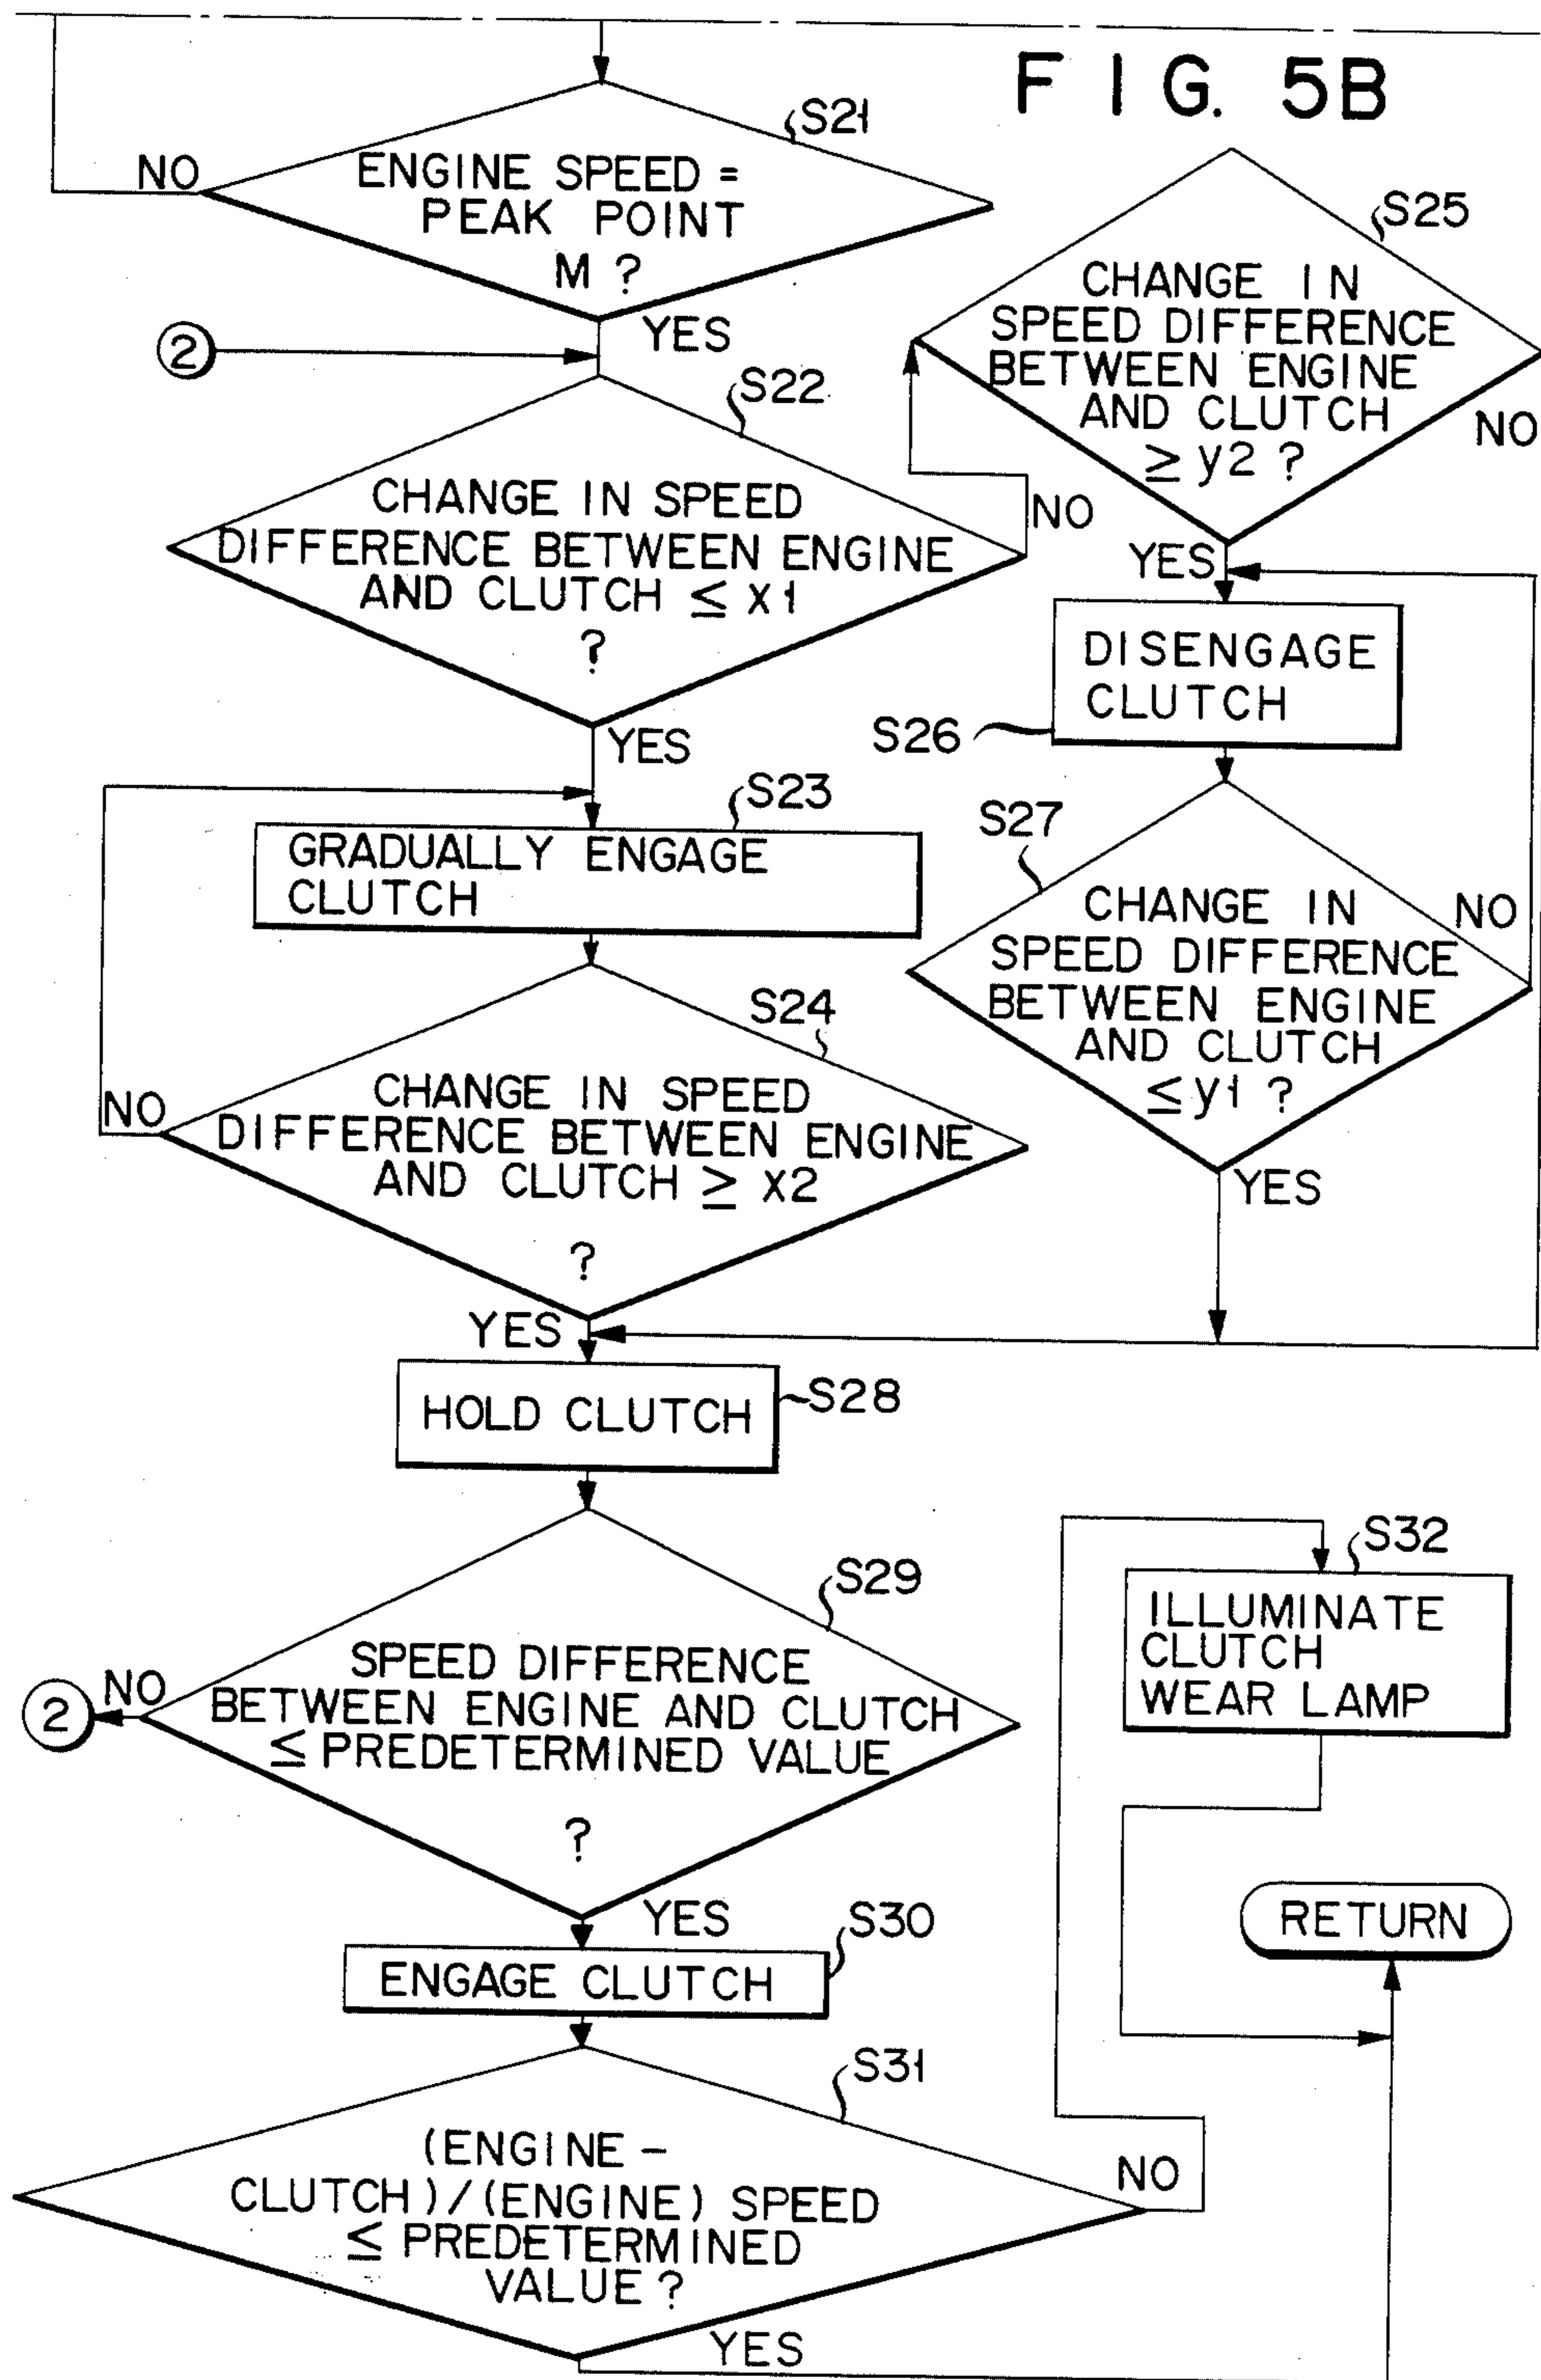 FIG. 5B
S21
NO
ENGINE SPEED =
PEAK POINT
M ?
YES
2
S22
CHANGE IN SPEED
DIFFERENCE BETWEEN ENGINE
AND CLUTCH ≤ X1
?
NO
YES
S23
GRADUALLY ENGAGE
CLUTCH
S24
CHANGE IN SPEED
DIFFERENCE BETWEEN ENGINE
AND CLUTCH ≥ X2
?
NO
YES
S25
CHANGE IN
SPEED DIFFERENCE
BETWEEN ENGINE
AND CLUTCH
≥ y2 ?
NO
YES
DISENGAGE
CLUTCH
S26
S27
CHANGE IN
SPEED DIFFERENCE
BETWEEN ENGINE
AND CLUTCH
≤ y1 ?
NO
YES
HOLD CLUTCH
S28
S29
SPEED DIFFERENCE
BETWEEN ENGINE AND CLUTCH
≤ PREDETERMINED VALUE
?
NO
2
YES
S30
ENGAGE CLUTCH
S31
(ENGINE -
CLUTCH)/(ENGINE) SPEED
≤ PREDETERMINED
VALUE ?
NO
YES
S32
ILLUMINATE
CLUTCH
WEAR LAMP
RETURN